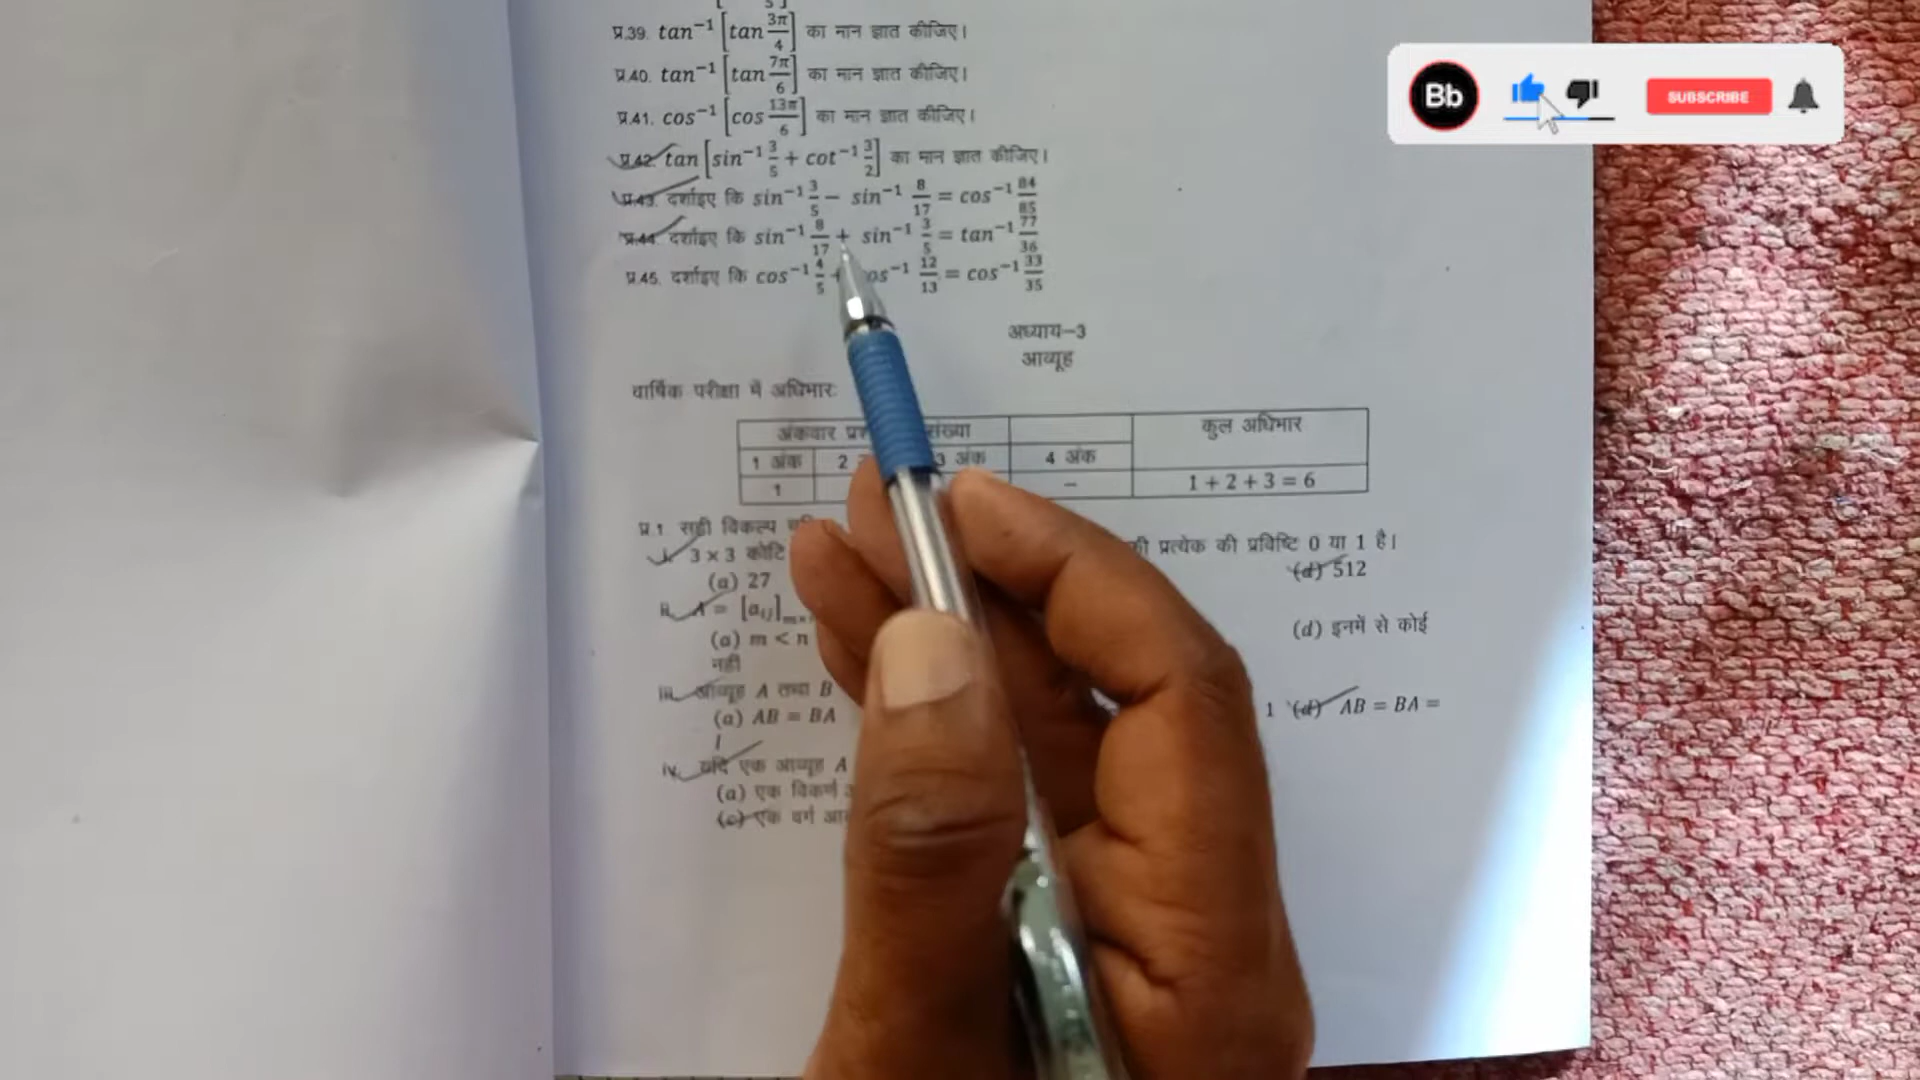 प्र.39. tan⁻¹ [tan 3π/4] का मान ज्ञात कीजिए।
प्र.40. tan⁻¹ [tan 7π/6] का मान ज्ञात कीजिए।
प्र.41. cos⁻¹ [cos 13π/6] का मान ज्ञात कीजिए।
प्र.42. tan [sin⁻¹ 3/5 + cot⁻¹ 3/2] का मान ज्ञात कीजिए।
प्र.43. दर्शाइए कि sin⁻¹ 3/5 − sin⁻¹ 8/17 = cos⁻¹ 84/85
प्र.44. दर्शाइए कि sin⁻¹ 8/17 + sin⁻¹ 3/5 = tan⁻¹ 77/36
प्र.45. दर्शाइए कि cos⁻¹ 4/5 12/13 = cos⁻¹ 33/35
अध्याय–3
आव्यूह
वार्षिक परीक्षा में अधिभार:
अंकवार संख्या कुल अधिभार
1 अंक 2 3 अंक 4 अंक
1 – 1 + 2 + 3 = 6
प्र.1 सही विकल्प
i. 3 × 3 कोटि की प्रत्येक की प्रविष्टि 0 या 1 है।
(a) 27 (d) 512
ii. A = [aᵢⱼ]
(a) m < n (d) इनमें से कोई
नहीं
iii. आव्यूह A तथा B
(a) AB = BA 1 (d) AB = BA =
I
iv. यदि एक आव्यूह A
(a) एक विकर्ण
(c) एक वर्ग
Bb
SUBSCRIBE